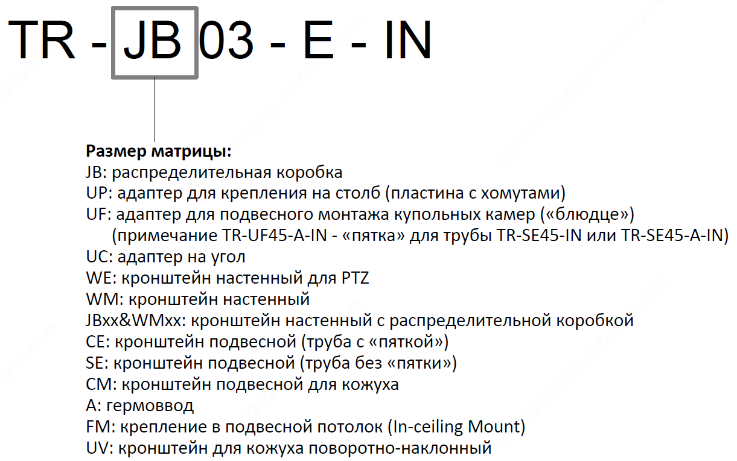 TR - JB 03 - E - IN
Размер матрицы:
JB: распределительная коробка
UP: адаптер для крепления на столб (пластина с хомутами)
UF: адаптер для подвесного монтажа купольных камер («блюдце»)
(примечание TR-UF45-A-IN - «пятка» для трубы TR-SE45-IN или TR-SE45-A-IN)
UC: адаптер на угол
WE: кронштейн настенный для PTZ
WM: кронштейн настенный
JBxx&WMxx: кронштейн настенный с распределительной коробкой
CE: кронштейн подвесной (труба с «пяткой»)
SE: кронштейн подвесной (труба без «пятки»)
CM: кронштейн подвесной для кожуха
A: гермоввод
FM: крепление в подвесной потолок (In-ceiling Mount)
UV: кронштейн для кожуха поворотно-наклонный